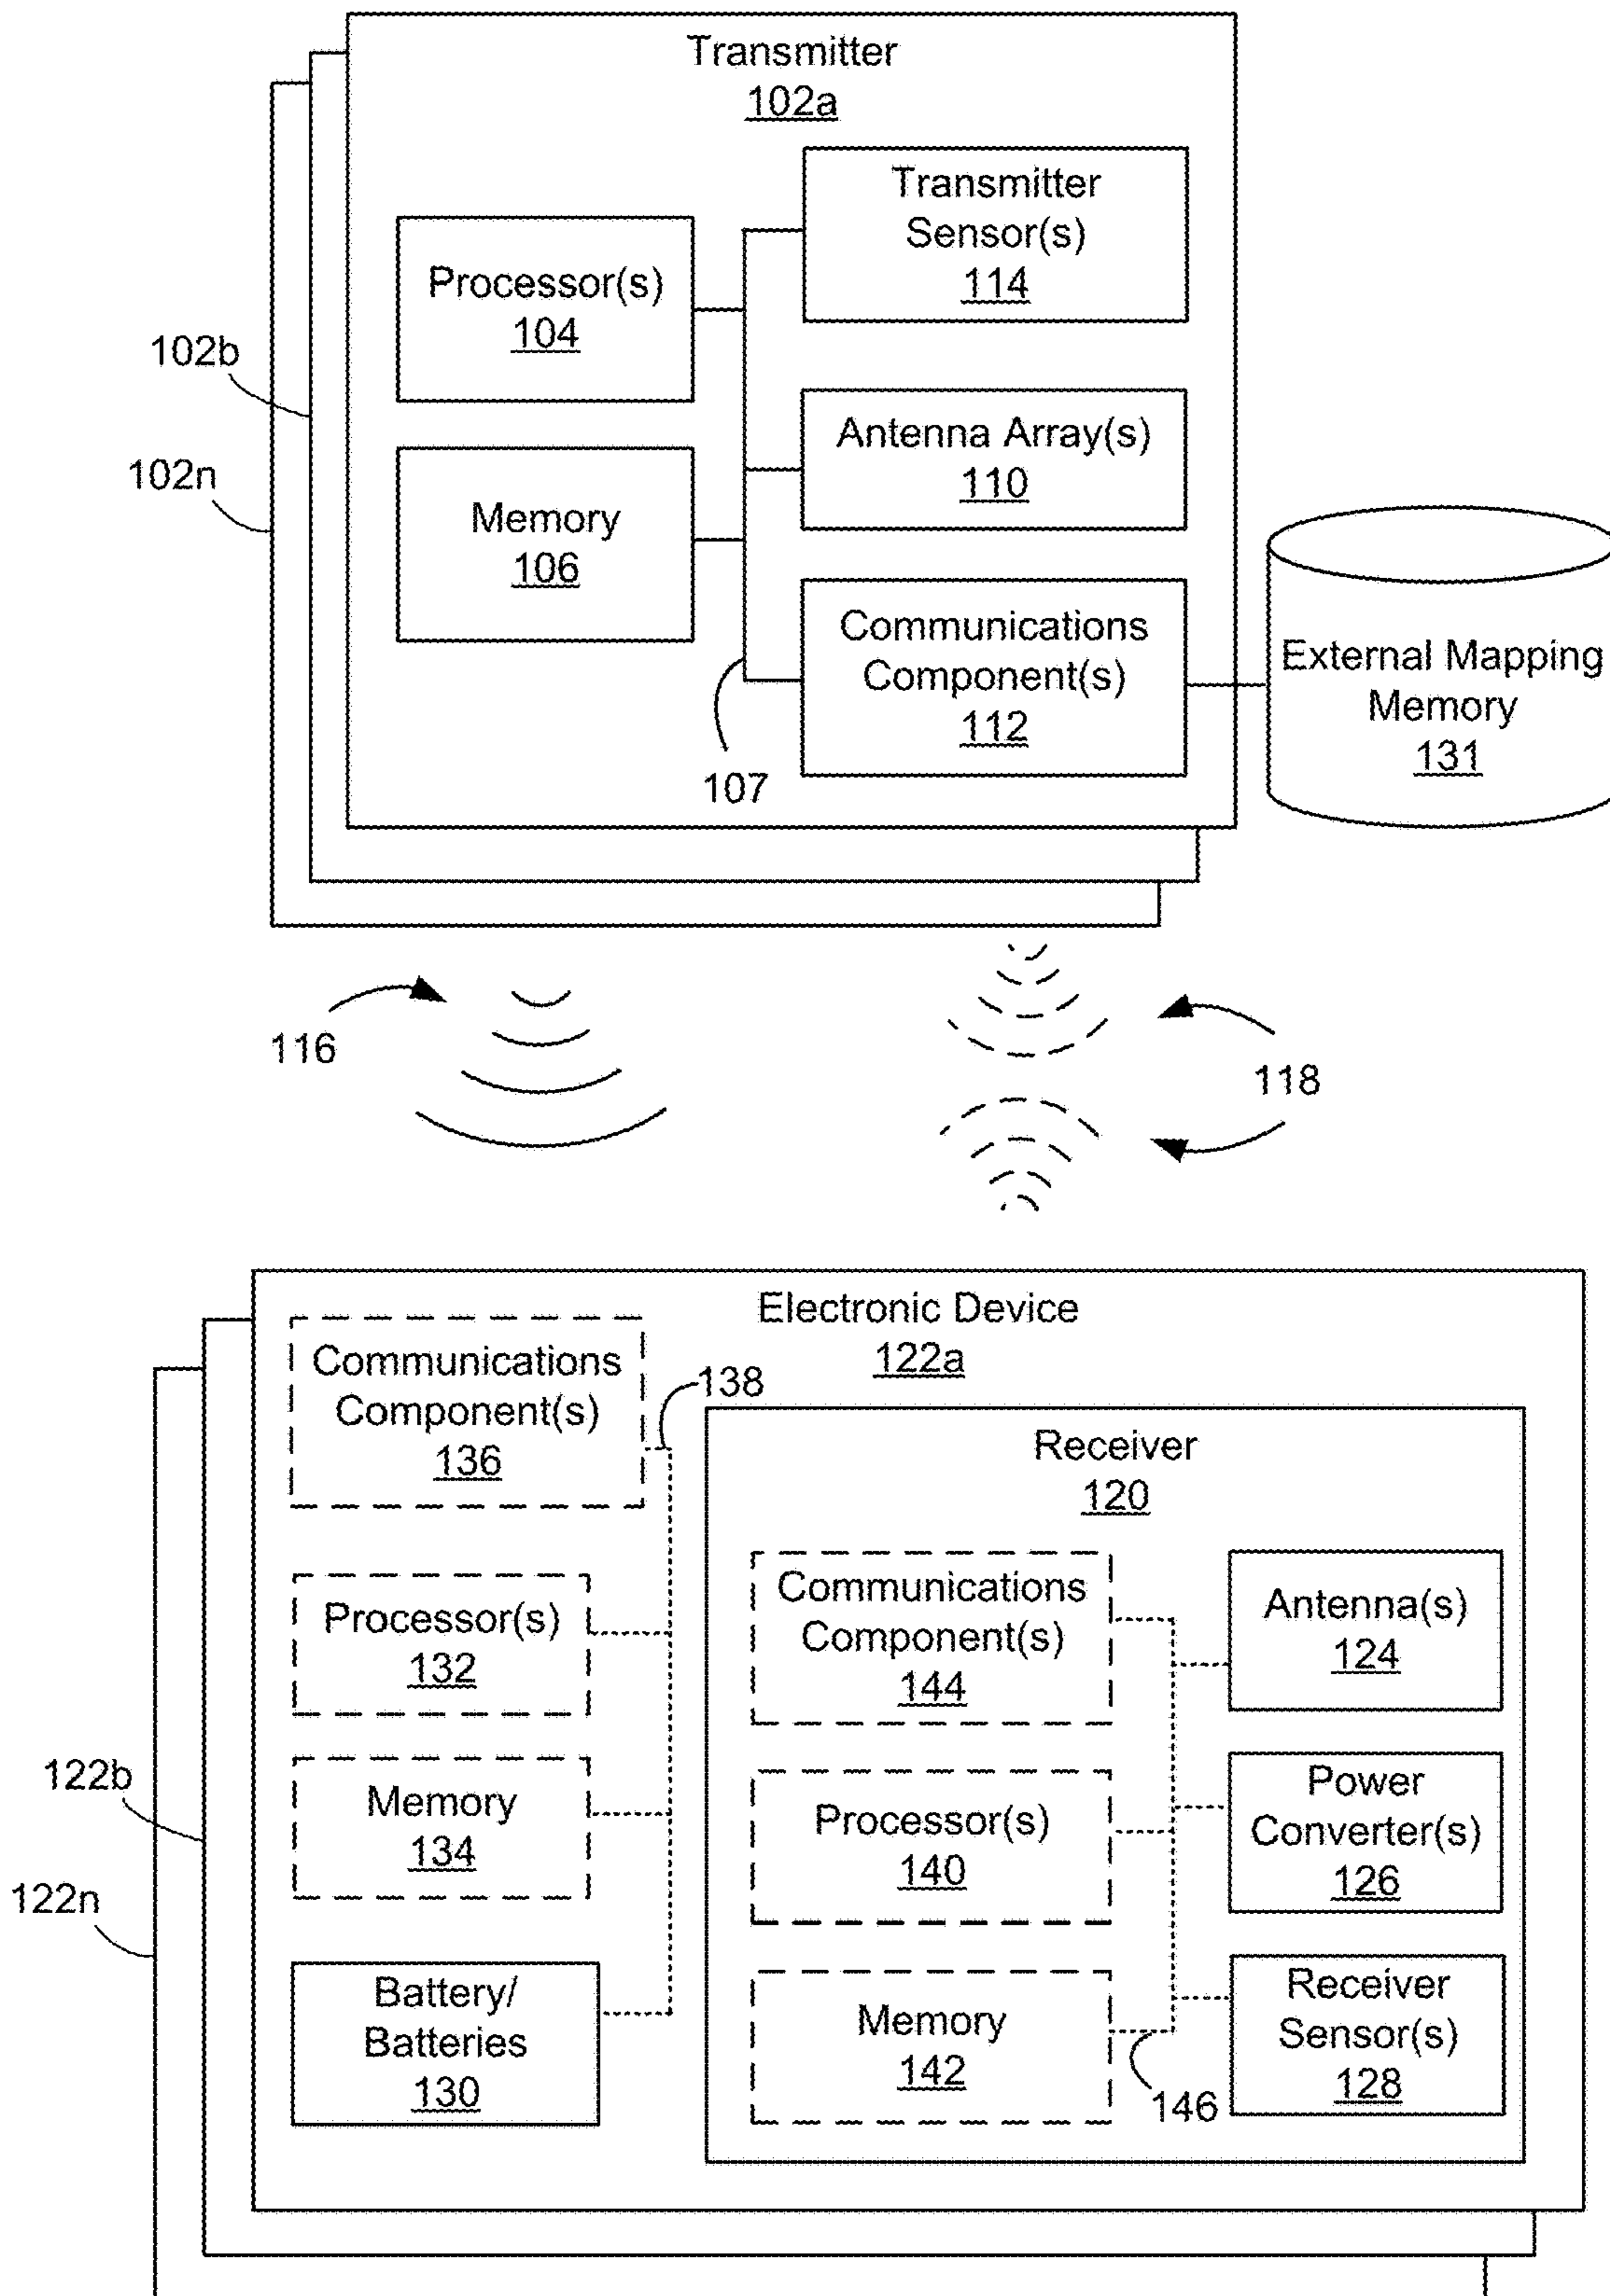 Transmitter
102a
Transmitter
Sensor(s)
114
Processor(s)
104
102b
Antenna Array(s)
110
102n
Memory
106
Communications
Component(s)
112
External Mapping
Memory
131
107
116
118
Electronic Device
122a
Communications
Component(s)
136
138
Receiver
120
Processor(s)
132
Communications
Component(s)
144
Antenna(s)
124
122b
Memory
134
Processor(s)
140
Power
Converter(s)
126
122n
Battery/
Batteries
130
Memory
142
146
Receiver
Sensor(s)
128